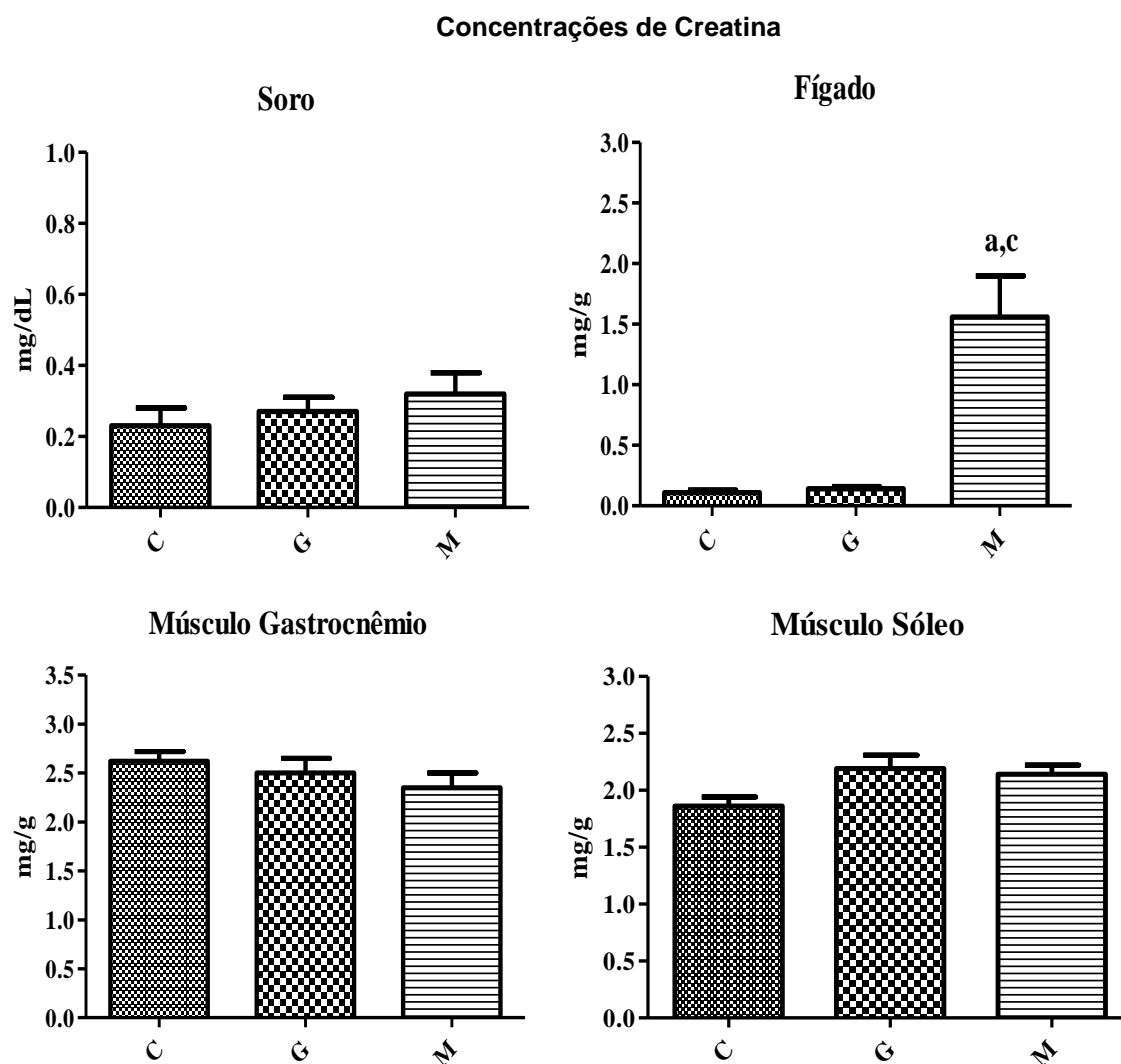 Concentrações de Creatina
Soro
1.0
0.8
0.6
0.4
0.2
0.0
mg/dL
C
G
M
Fígado
3.0
2.5
2.0
1.5
1.0
0.5
0.0
mg/g
a,c
C
G
M
Músculo Gastrocnêmio
3.5
3.0
2.5
2.0
1.5
1.0
0.5
0.0
mg/g
C
G
M
Músculo Sóleo
3.0
2.5
2.0
1.5
1.0
0.5
0.0
mg/g
C
G
M